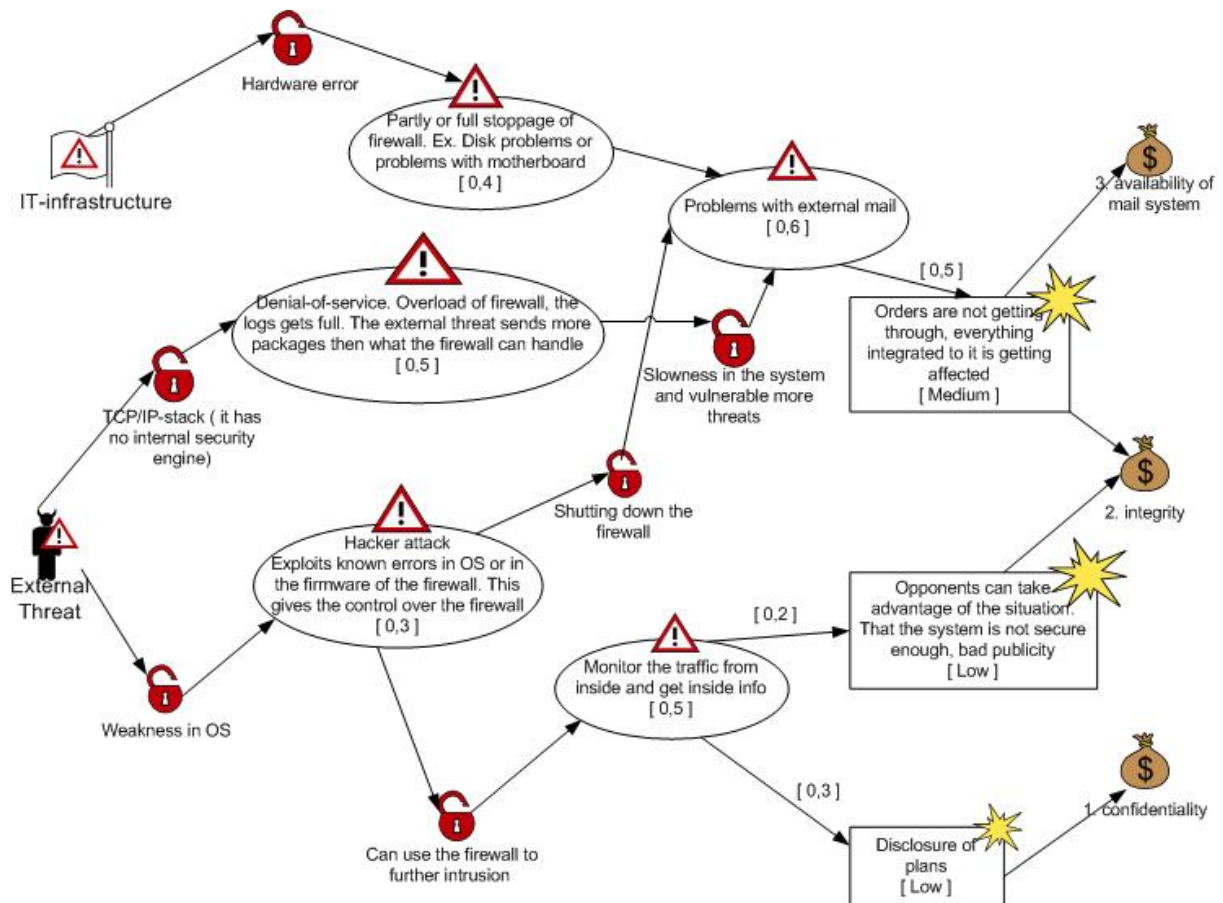 Hardware error
IT-infrastructure
Partly or full stoppage of
firewall. Ex. Disk problems or
problems with motherboard
[ 0,4 ]
Problems with external mail
[ 0,6 ]
$
3. availability of
mail system
[ 0,5 ]
Denial-of-service. Overload of firewall, the
logs gets full. The external threat sends more
packages then what the firewall can handle
[ 0,5 ]
Orders are not getting
through, everything
integrated to it is getting
affected
[ Medium ]
Slowness in the system
and vulnerable more
threats
TCP/IP-stack ( it has
no internal security
engine)
$
2. integrity
Shutting down the
firewall
External
Threat
Hacker attack
Exploits known errors in OS or in
the firmware of the firewall. This
gives the control over the firewall
[ 0,3 ]
[ 0,2 ]
Opponents can take
advantage of the situation.
That the system is not secure
enough, bad publicity
[ Low ]
Monitor the traffic from
inside and get inside info
[ 0,5 ]
Weakness in OS
[ 0,3 ]
$
1. confidentiality
Can use the firewall to
further intrusion
Disclosure of
plans
[ Low ]